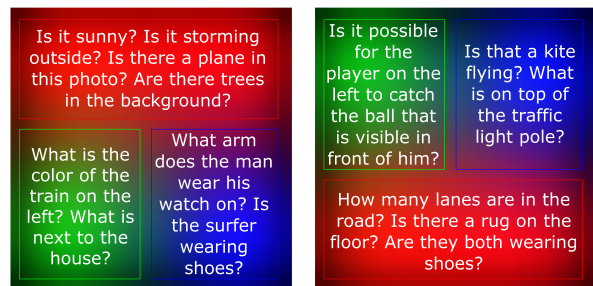 Is it sunny? Is it storming
outside? Is there a plane in
this photo? Are there trees
in the background?
What is the
color of the
train on the
left? What is
next to the
house?
What arm
does the man
wear his
watch on? Is
the surfer
wearing
shoes?
Is it possible
for the
player on the
left to catch
the ball that
is visible in
front of him?
Is that a kite
flying? What
is on top of
the traffic
light pole?
How many lanes are in the
road? Is there a rug on the
floor? Are they both wearing
shoes?